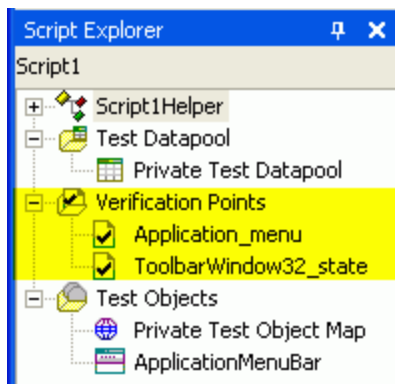 Script Explorer
Script1
Script1Helper
Test Datapool
Private Test Datapool
Verification Points
Application_menu
ToolbarWindow32_state
Test Objects
Private Test Object Map
ApplicationMenuBar